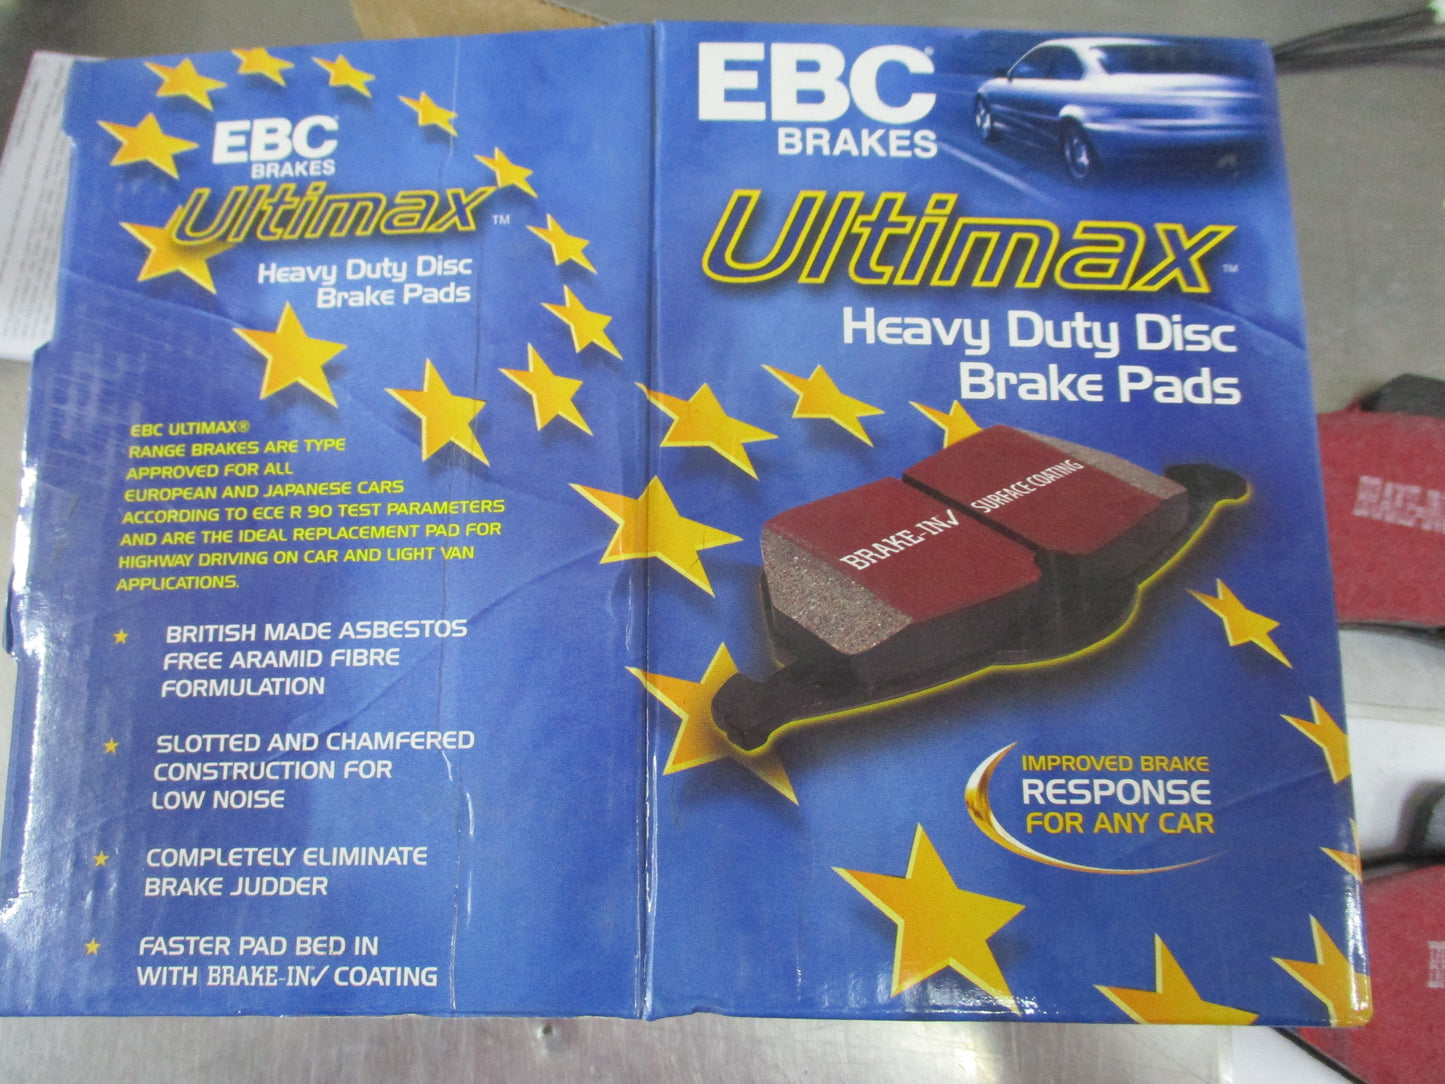 EBC
BRAKES
Ultimax™
Heavy Duty Disc
Brake Pads
EBC ULTIMAX®
RANGE BRAKES ARE TYPE
APPROVED FOR ALL
EUROPEAN AND JAPANESE CARS
ACCORDING TO ECE R 90 TEST PARAMETERS
AND ARE THE IDEAL REPLACEMENT PAD FOR
HIGHWAY DRIVING ON CAR AND LIGHT VAN
APPLICATIONS.
BRITISH MADE ASBESTOS
FREE ARAMID FIBRE
FORMULATION
SLOTTED AND CHAMFERED
CONSTRUCTION FOR
LOW NOISE
COMPLETELY ELIMINATE
BRAKE JUDDER
FASTER PAD BED IN
WITH BRAKE-IN✓ COATING
EBC
BRAKES
Ultimax™
Heavy Duty Disc
Brake Pads
BRAKE-IN✓
SURFACE COATING
IMPROVED BRAKE
RESPONSE
FOR ANY CAR